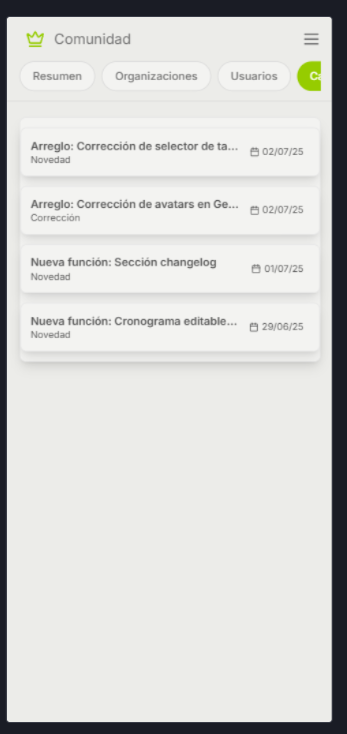 Comunidad
Resumen
Organizaciones
Usuarios
Ca
Arreglo: Corrección de selector de ta... 02/07/25
Novedad
Arreglo: Corrección de avatars en Ge... 02/07/25
Corrección
Nueva función: Sección changelog 01/07/25
Novedad
Nueva función: Cronograma editable... 29/06/25
Novedad